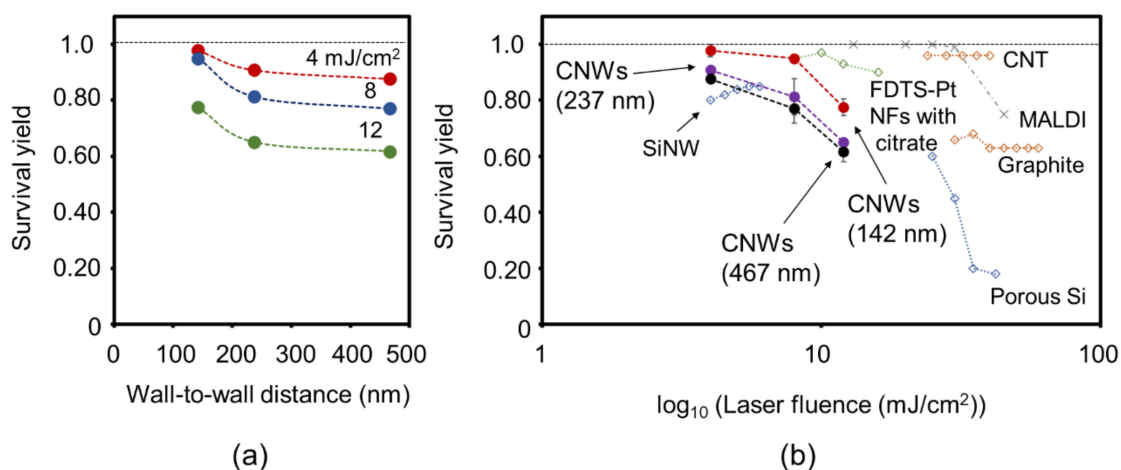 Survival yield
1.0
0.80
0.60
0.40
0.20
0
4 mJ/cm²
8
12
0
100
200
300
400
500
Wall-to-wall distance (nm)
(a)
Survival yield
1.0
0.80
0.60
0.40
0.20
0
CNWs
(237 nm)
SiNW
CNWs
(467 nm)
FDTS-Pt
NFs with
citrate
CNWs
(142 nm)
CNT
MALDI
Graphite
Porous Si
1
10
100
log₁₀ (Laser fluence (mJ/cm²))
(b)